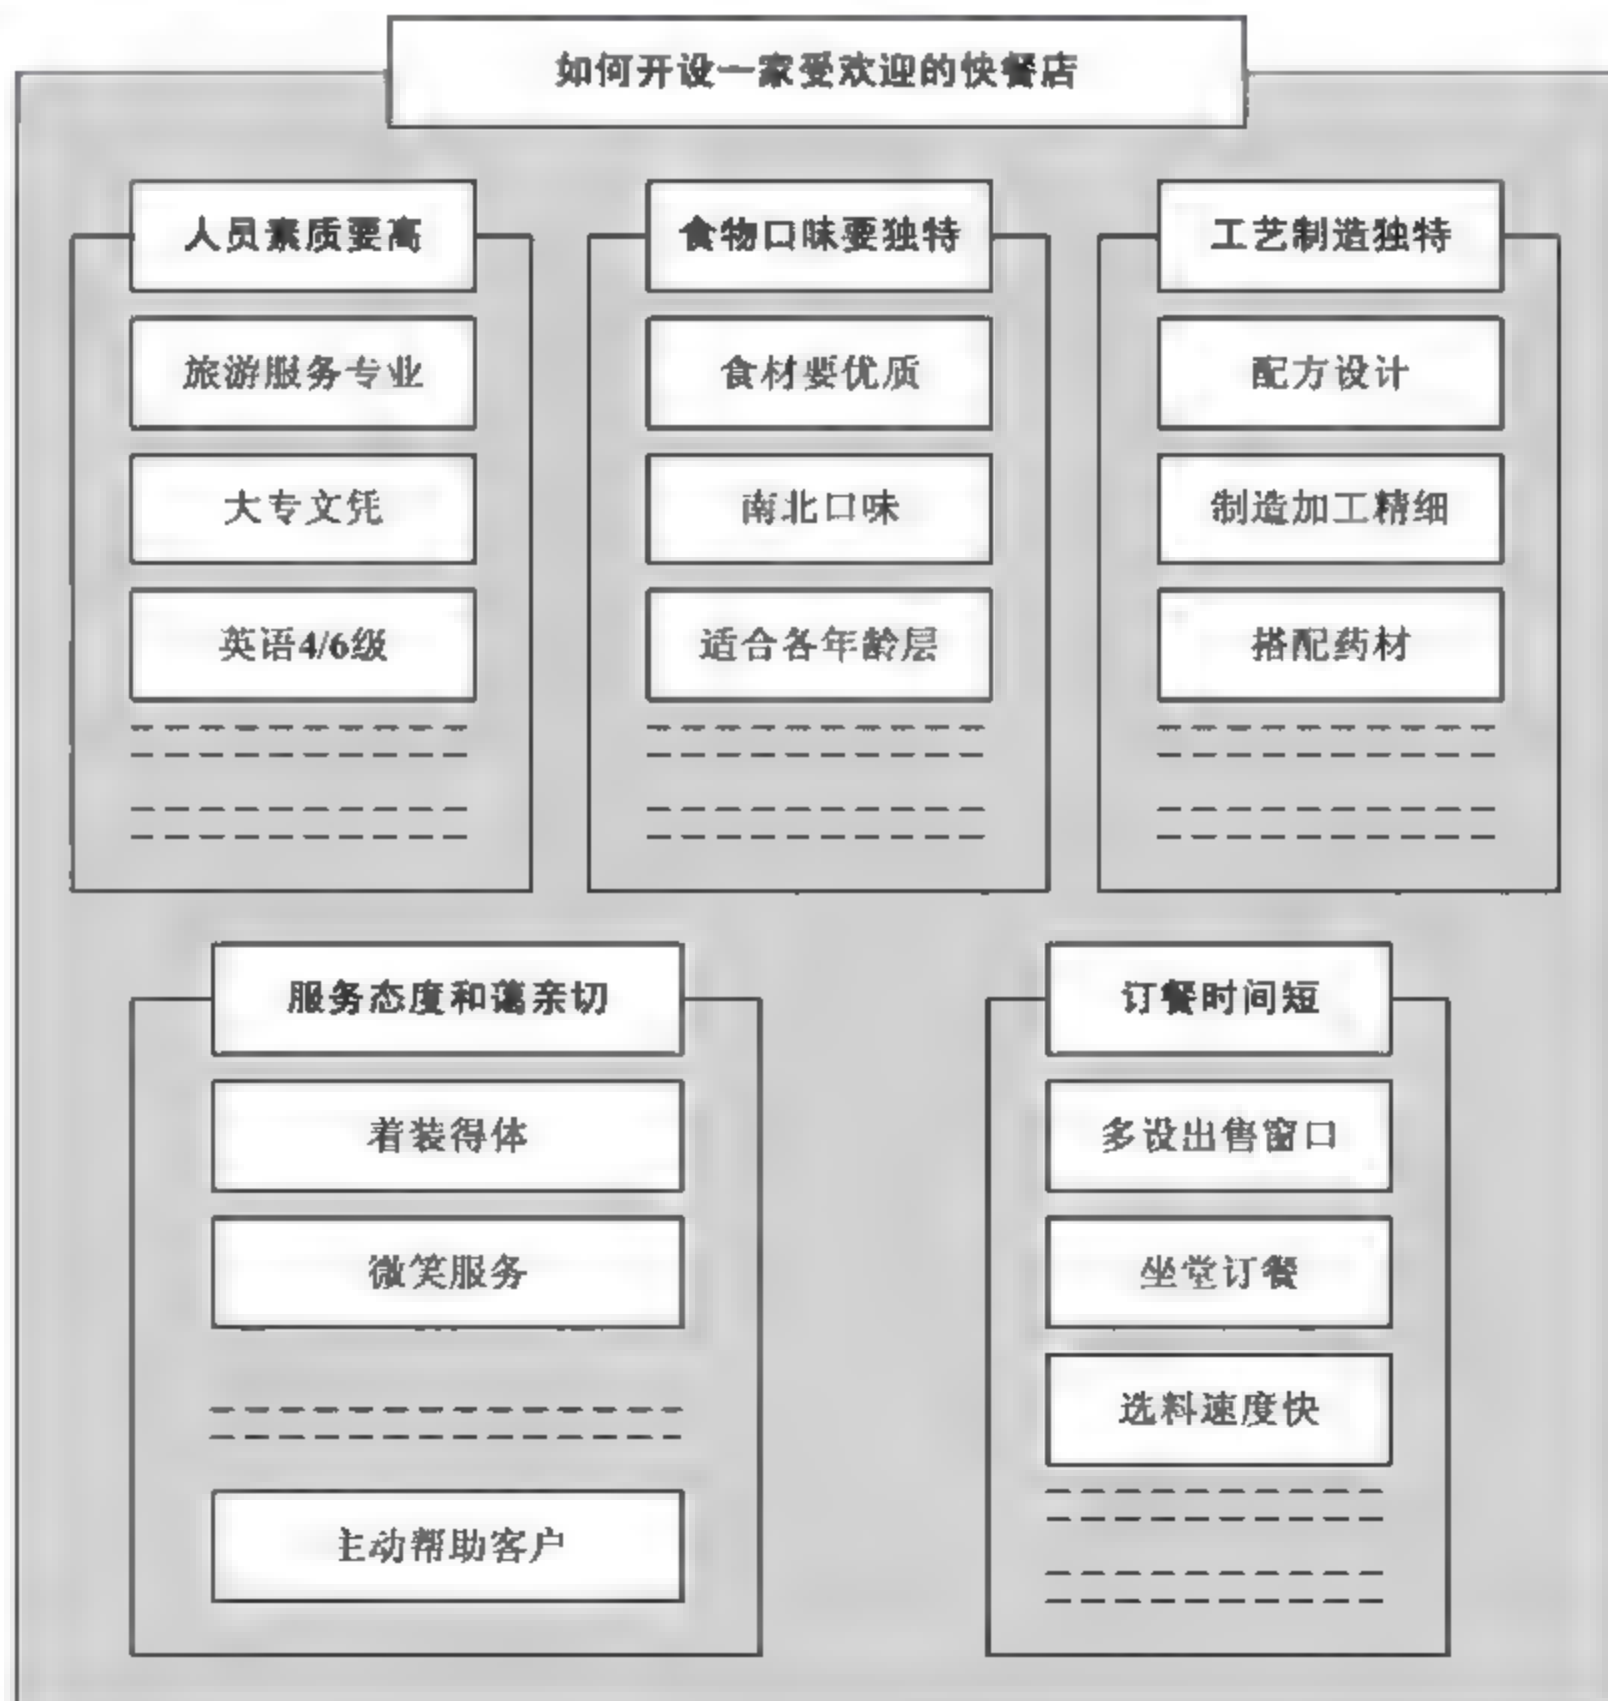 如何开设一家受欢迎的快餐店
人员素质要高
旅游服务专业
大专文凭
英语4/6级
食物口味要独特
食材要优质
南北口味
适合各年龄层
工艺制造独特
配方设计
制造加工精细
搭配药材
服务态度和蔼亲切
着装得体
微笑服务
主动帮助客户
订餐时间短
多设出售窗口
坐堂订餐
选料速度快